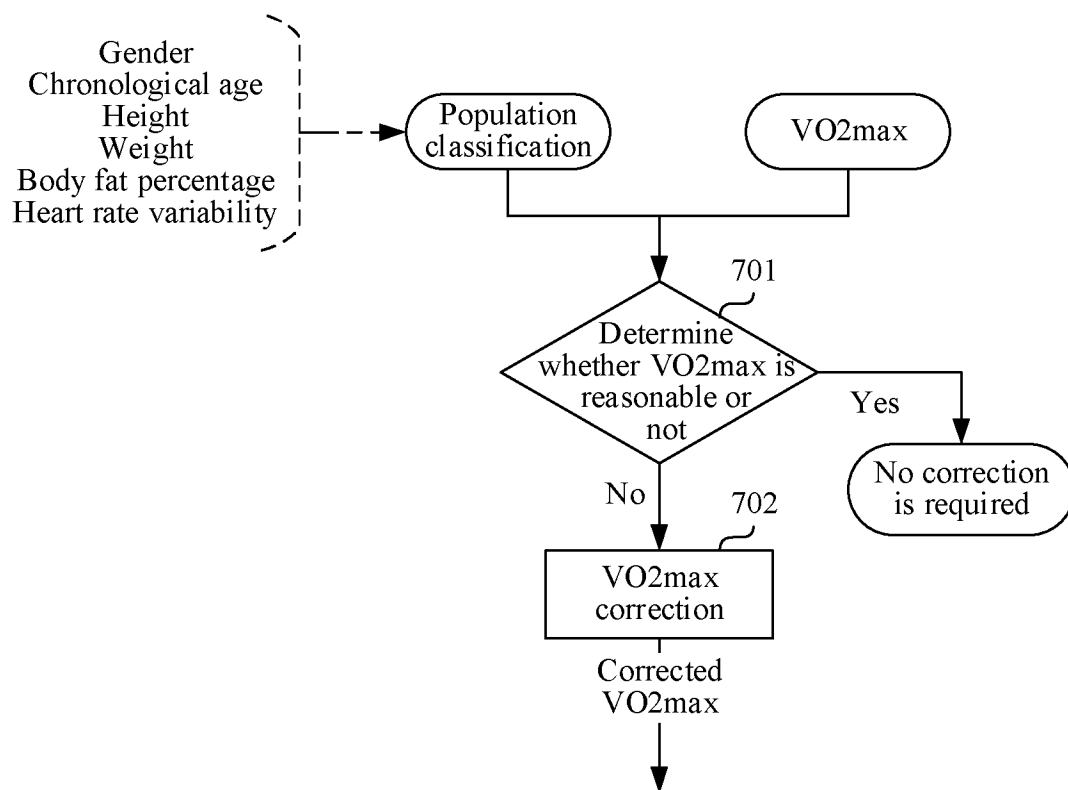 Gender
Chronological age
Height
Weight
Body fat percentage
Heart rate variability
Population
classification
VO2max
701
Determine
whether VO2max is
reasonable or
not
Yes
No correction
is required
No
702
VO2max
correction
Corrected
VO2max